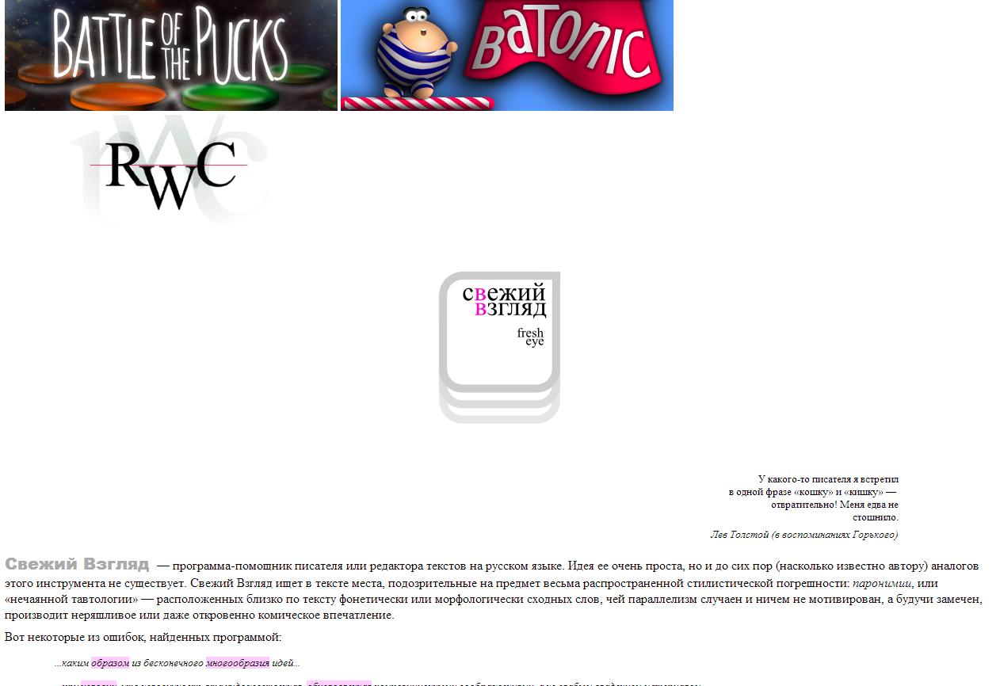 BATTLE OF THE PUCKS
BaTonic
rwc
RWC
свежий
взгляд
fresh
eye
У какого-то писателя я встретил
в одной фразе «кошку» и «кишку» —
отвратительно! Меня едва не
стошнило.
Лев Толстой (в воспоминаниях Горького)
Свежий Взгляд — программа-помощник писателя или редактора текстов на русском языке. Идея ее очень проста, но и до сих пор (насколько известно автору) аналогов
этого инструмента не существует. Свежий Взгляд ищет в тексте места, подозрительные на предмет весьма распространенной стилистической погрешности: паронимии, или
«нечаянной тавтологии» — расположенных близко по тексту фонетически или морфологически сходных слов, чей параллелизм случаен и ничем не мотивирован, а будучи замечен,
производит неряшливое или даже откровенно комическое впечатление.
Вот некоторые из ошибок, найденных программой:
...каким образом из бесконечного многообразия идей...